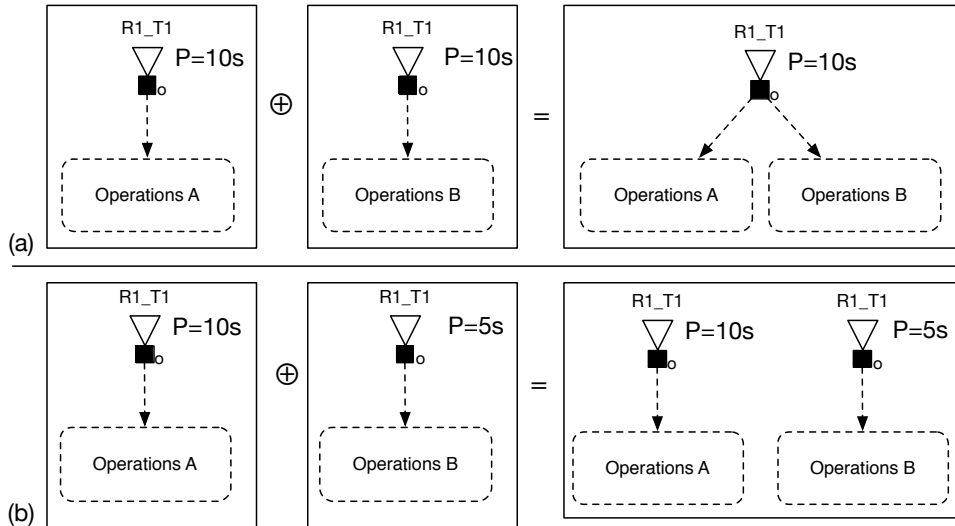 R1_T1
P=10s
o
Operations A
⊕
R1_T1
P=10s
o
Operations B
=
R1_T1
P=10s
o
Operations A
Operations B
(a)
R1_T1
P=10s
o
Operations A
⊕
R1_T1
P=5s
o
Operations B
=
R1_T1
P=10s
o
Operations A
R1_T1
P=5s
o
Operations B
(b)